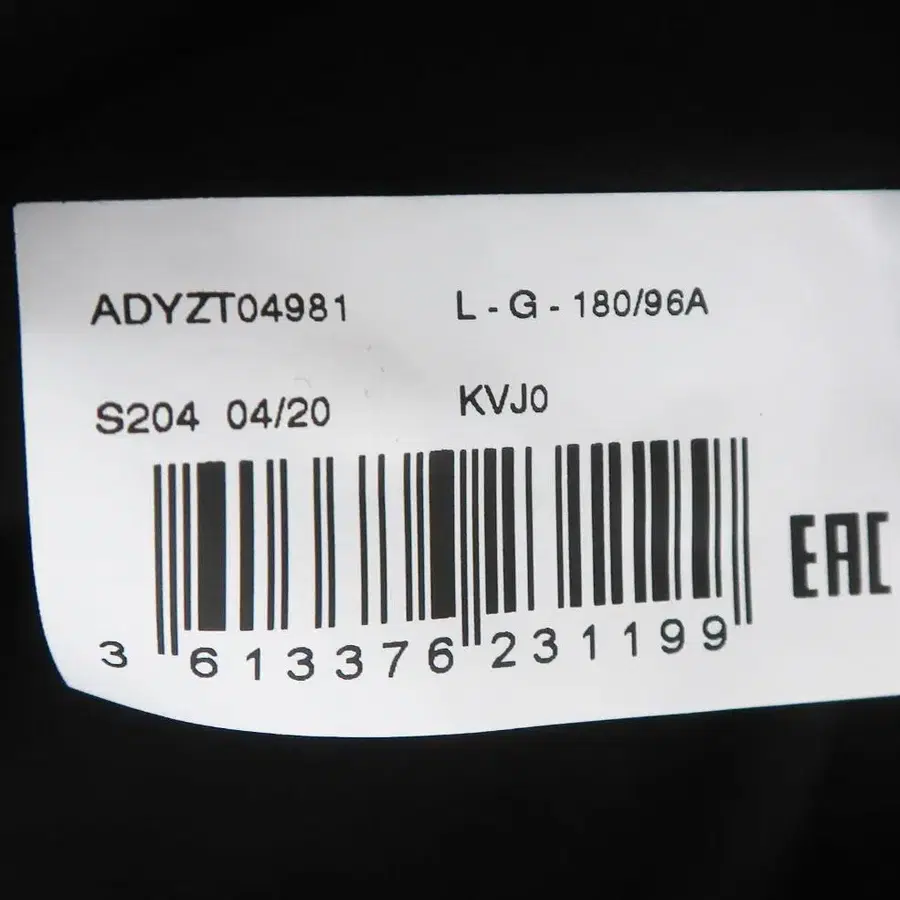 ADYZT04981 L - G - 180/96A
S204 04/20 KVJ0
EAC
3 613376 231199